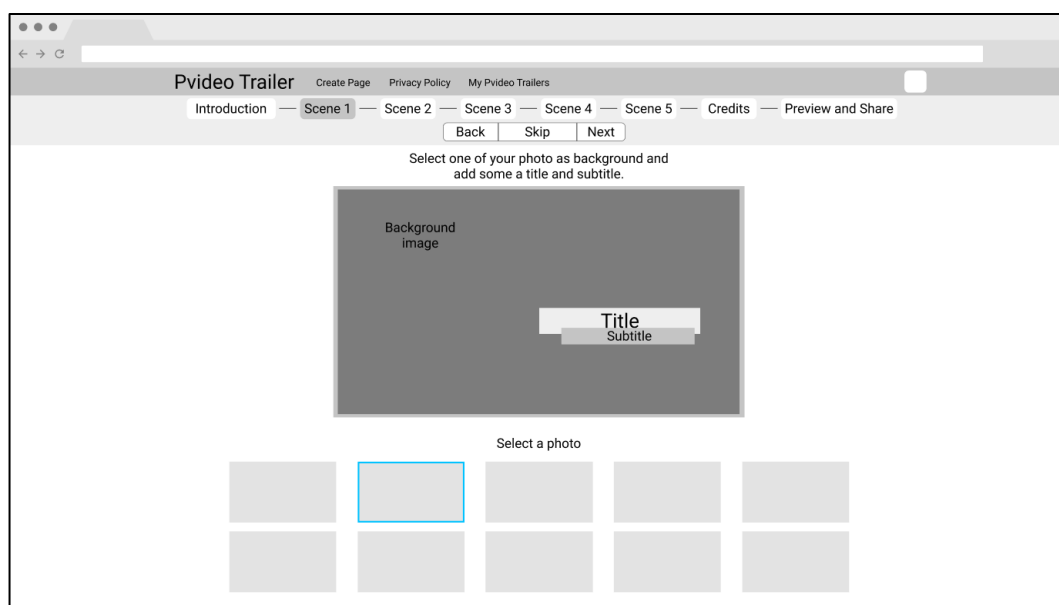 Pvideo Trailer Create Page Privacy Policy My Pvideo Trailers
Introduction Scene 1 Scene 2 Scene 3 Scene 4 Scene 5 Credits Preview and Share
Back Skip Next
Select one of your photo as background and
add some a title and subtitle.
Background
image
Title
Subtitle
Select a photo